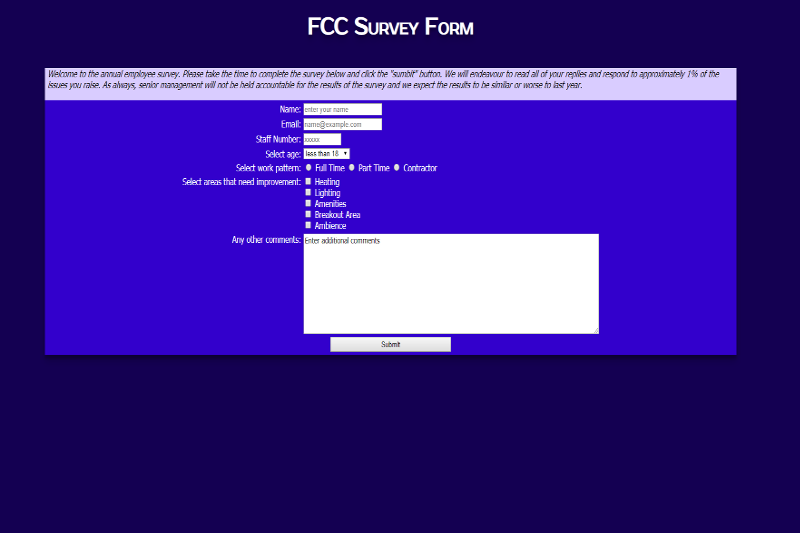 FCC Survey Form
Welcome to the annual employee survey. Please take the time to complete the survey below and click the "sumbit" button. We will endeavour to read all of your replies and respond to approximately 1% of the
issues you raise. As always, senior management will not be held accountable for the results of the survey and we expect the results to be similar or worse to last year.
Name: enter your name
Email: name@example.com
Staff Number: xxxxx
Select age: less than 18
Select work pattern: Full Time Part Time Contractor
Select areas that need improvement: Heating
Lighting
Amenities
Breakout Area
Ambience
Any other comments: Enter additional comments
Submit